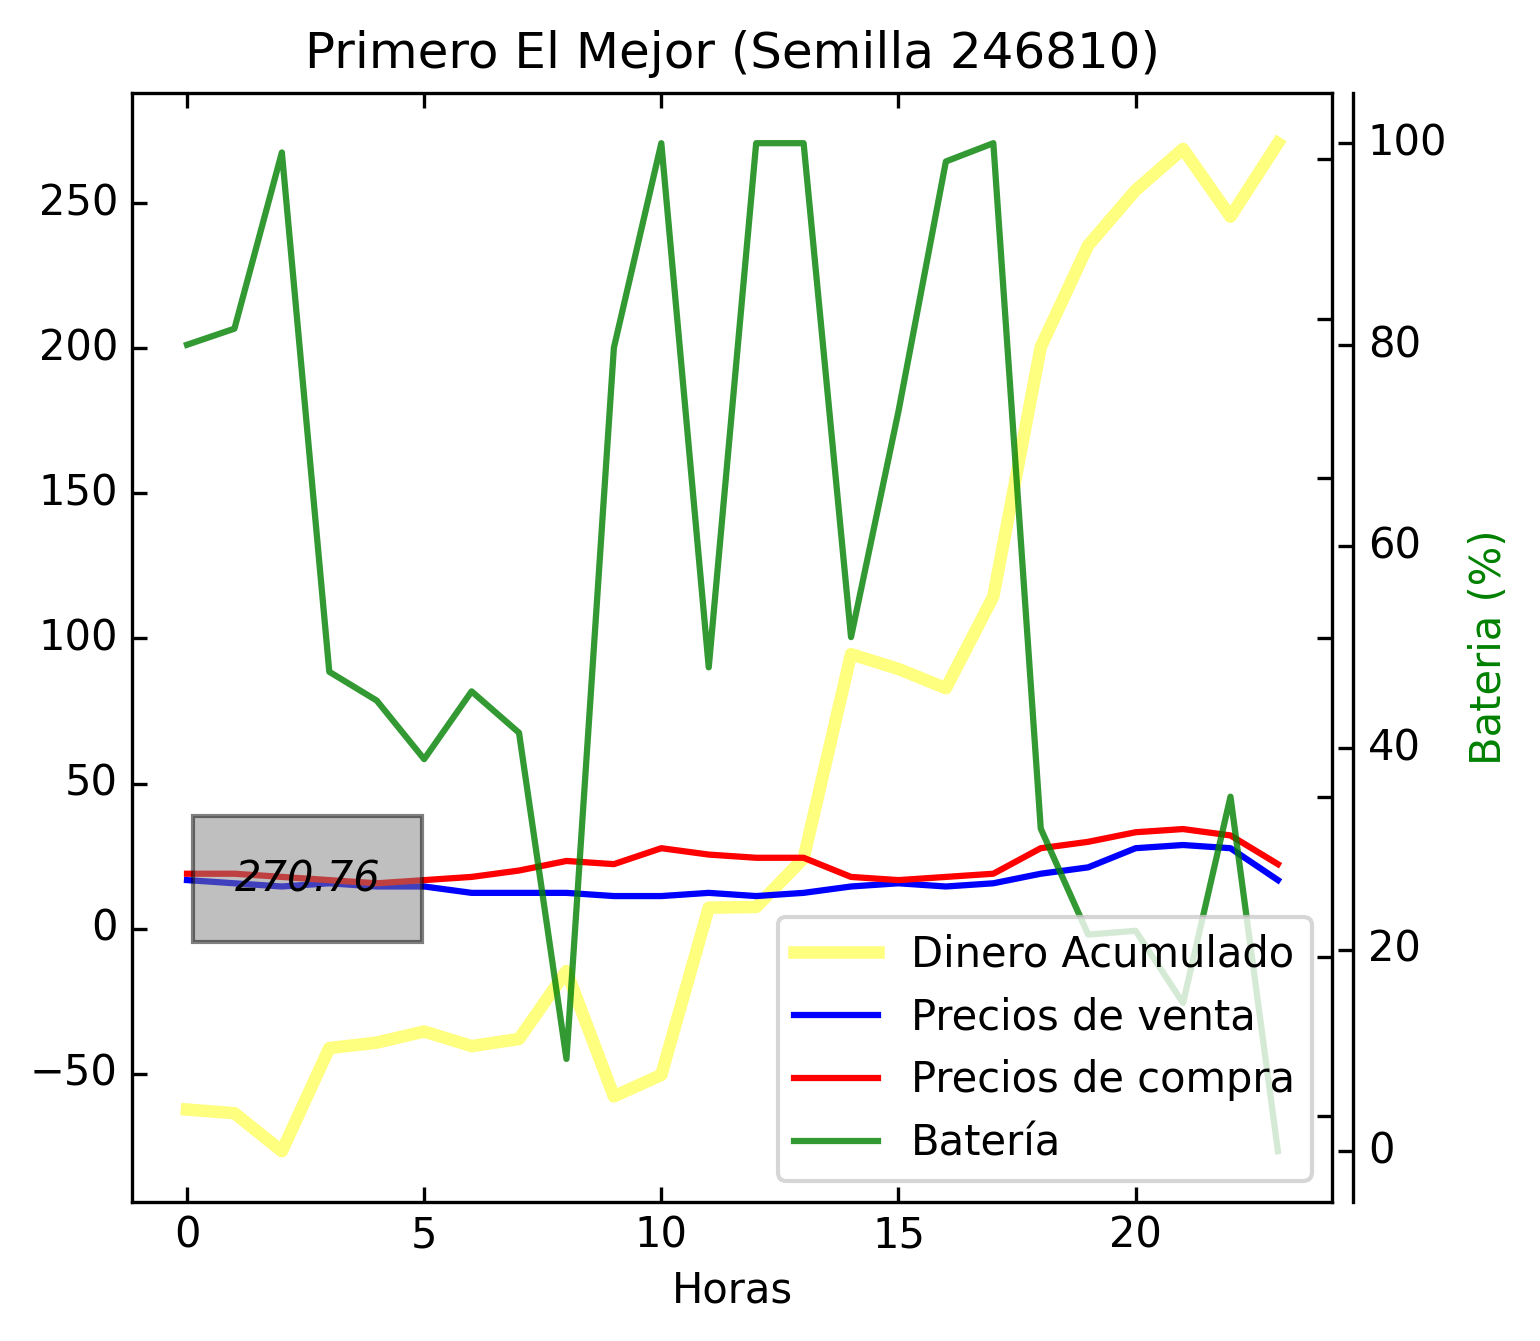 Primero El Mejor (Semilla 246810)
250
200
150
100
50
0
−50
270.76
0 5 10 15 20
Horas
100
80
60
40
20
0
Bateria (%)
Dinero Acumulado
Precios de venta
Precios de compra
Batería